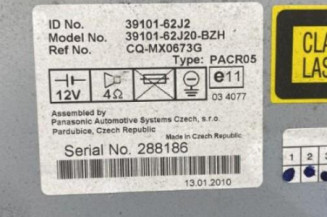 ID No. 39101-62J2
Model No. 39101-62J20-BZH
Ref No. CQ-MX0673G
Type: PACR05
12V 4Ω e11
03 4077
Assembled by
Panasonic Automotive Systems Czech, s.r.o.
Pardubice, Czech Republic
Made in Czech Republic
Serial No. 288186
13.01.2010
CLA
LAS
1 2 3